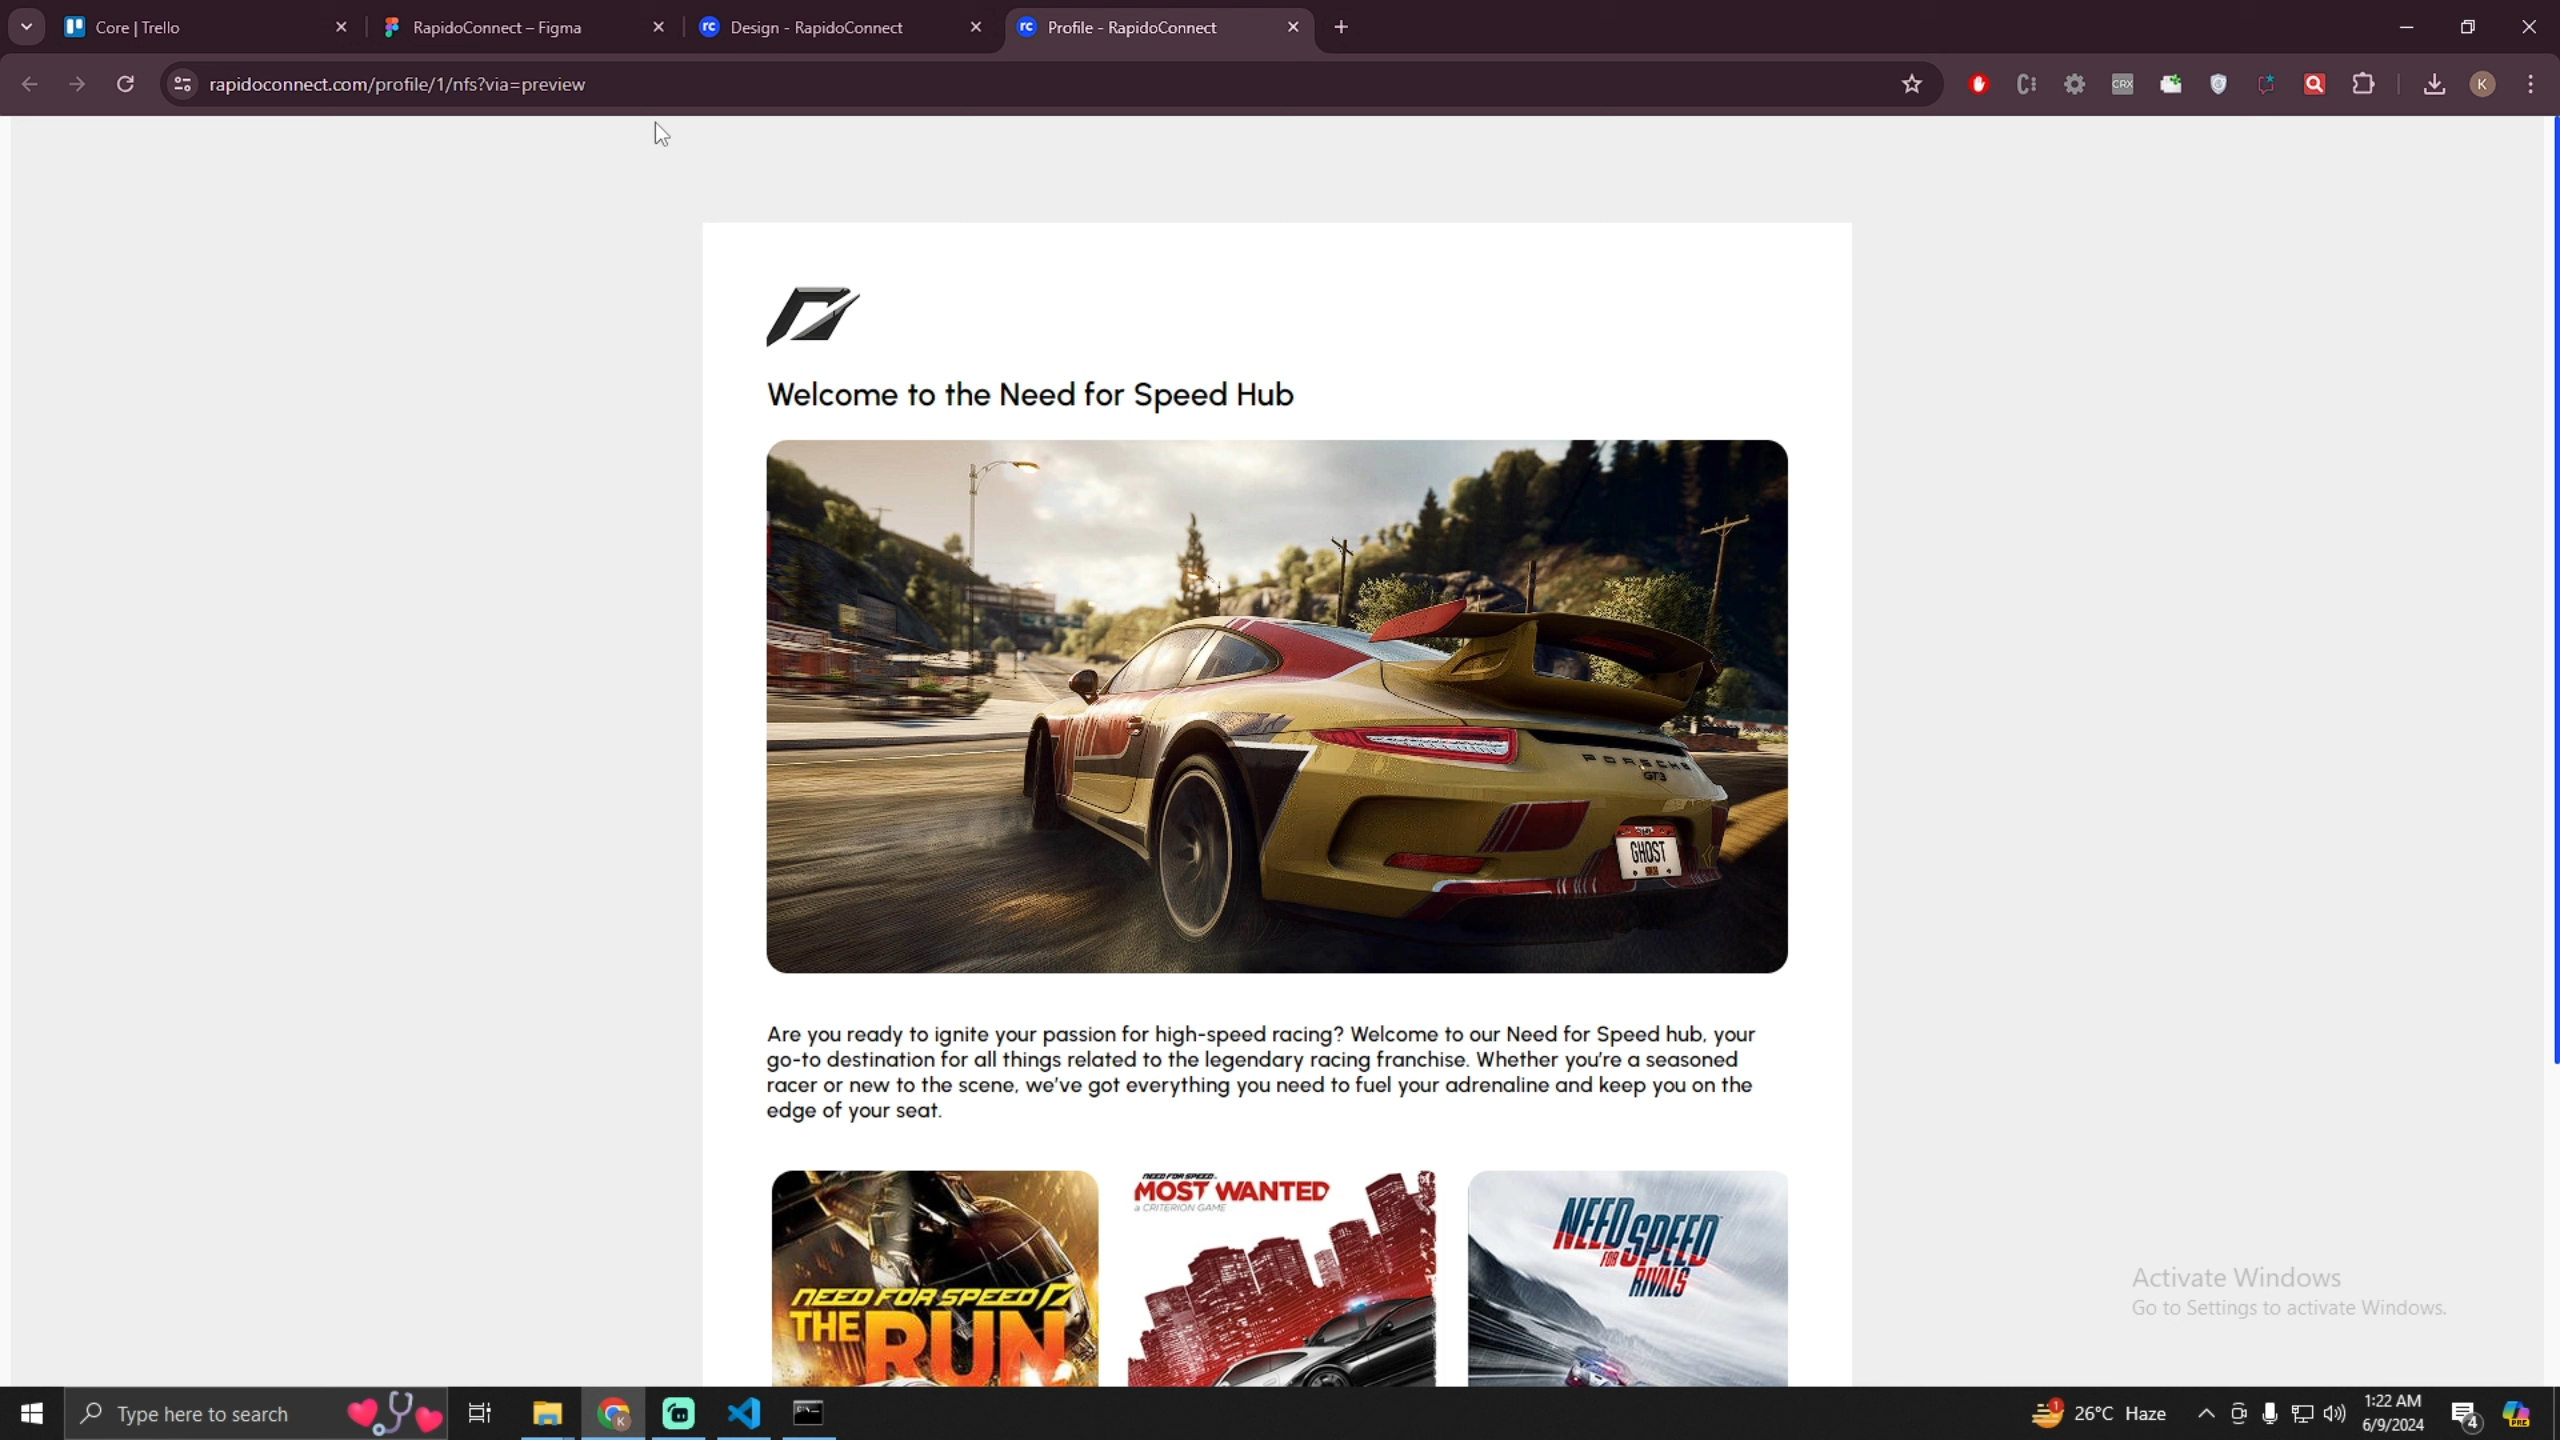 Core | Trello
RapidoConnect – Figma
Design - RapidoConnect
Profile - RapidoConnect
rapidoconnect.com/profile/1/nfs?via=preview
CRX
K
Welcome to the Need for Speed Hub
PORSCHE
GT3
GHOST
Are you ready to ignite your passion for high-speed racing? Welcome to our Need for Speed hub, your
go-to destination for all things related to the legendary racing franchise. Whether you're a seasoned
racer or new to the scene, we've got everything you need to fuel your adrenaline and keep you on the
edge of your seat.
NEED FOR SPEED
THE RUN
NEED FOR SPEED
MOST WANTED
a CRITERION GAME
NEED FOR SPEED
RIVALS
Activate Windows
Go to Settings to activate Windows.
Type here to search
K
1
26°C Haze
1:22 AM
6/9/2024
4
PRE